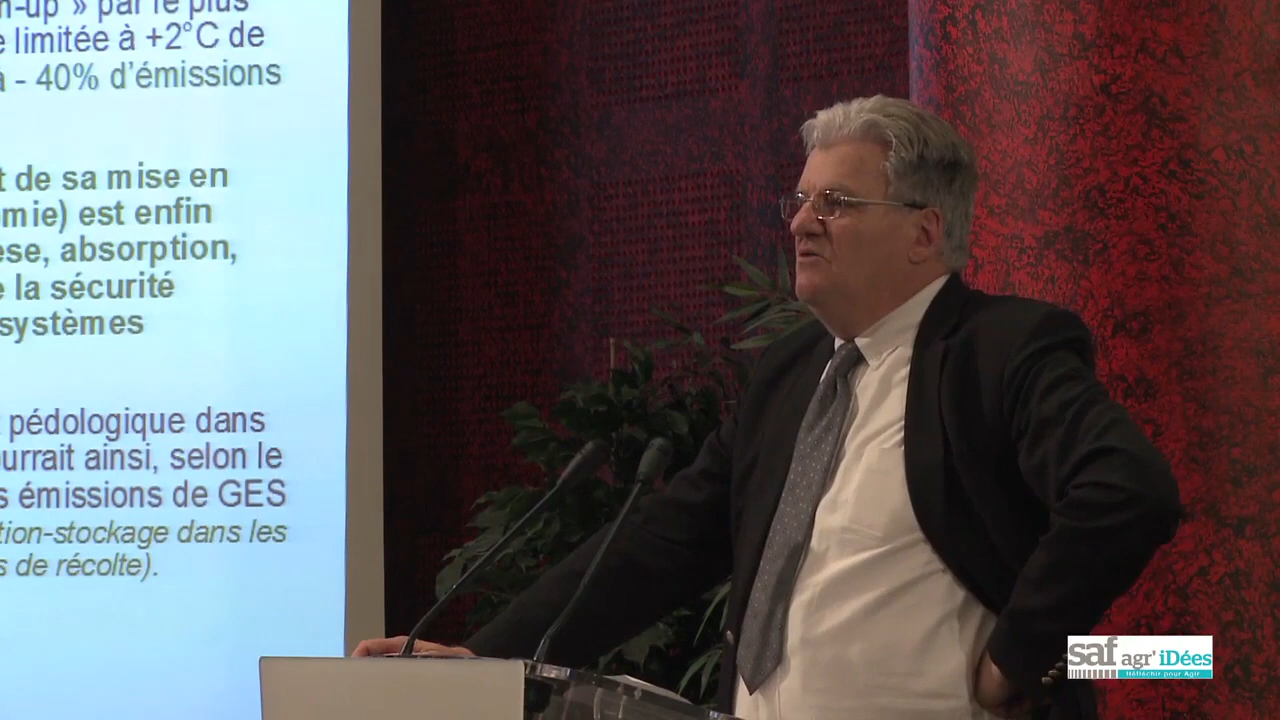 n-up » par le plus
limitée à +2°C de
- 40% d'émissions
de sa mise en
mie) est enfin
èse, absorption,
la sécurité
systèmes
pédologique dans
urrait ainsi, selon le
émissions de GES
tion-stockage dans les
de récolte).
saf agr' iDées
Réfléchir pour Agir